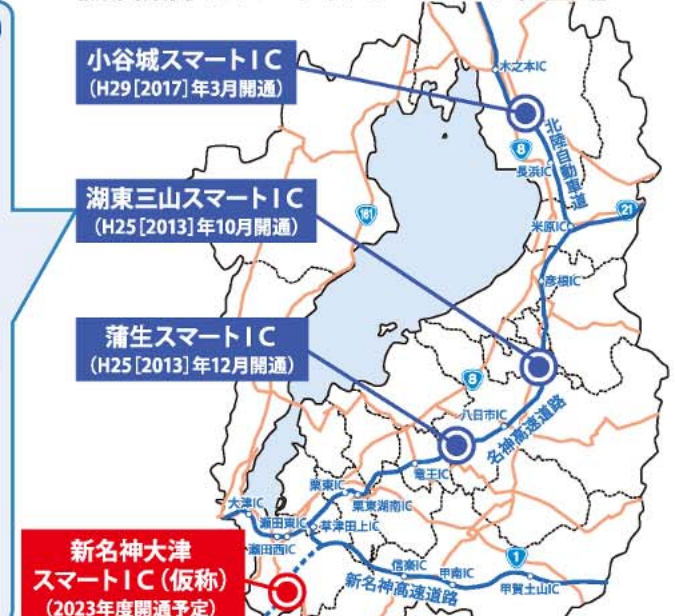 小谷城スマートIC
（H29［2017］年3月開通）
木之本IC
8
北陸自動車道
長浜IC
湖東三山スマートIC
（H25［2013］年10月開通）
161
21
米原IC
彦根IC
蒲生スマートIC
（H25［2013］年12月開通）
8
八日市IC
名神高速道路
竜王IC
栗東IC
栗東湖南IC
大津IC
瀬田東IC
草津田上IC
瀬田西IC
新名神大津
スマートIC（仮称）
（2023年度開通予定）
信楽IC
甲南IC
1
甲賀土山IC
新名神高速道路